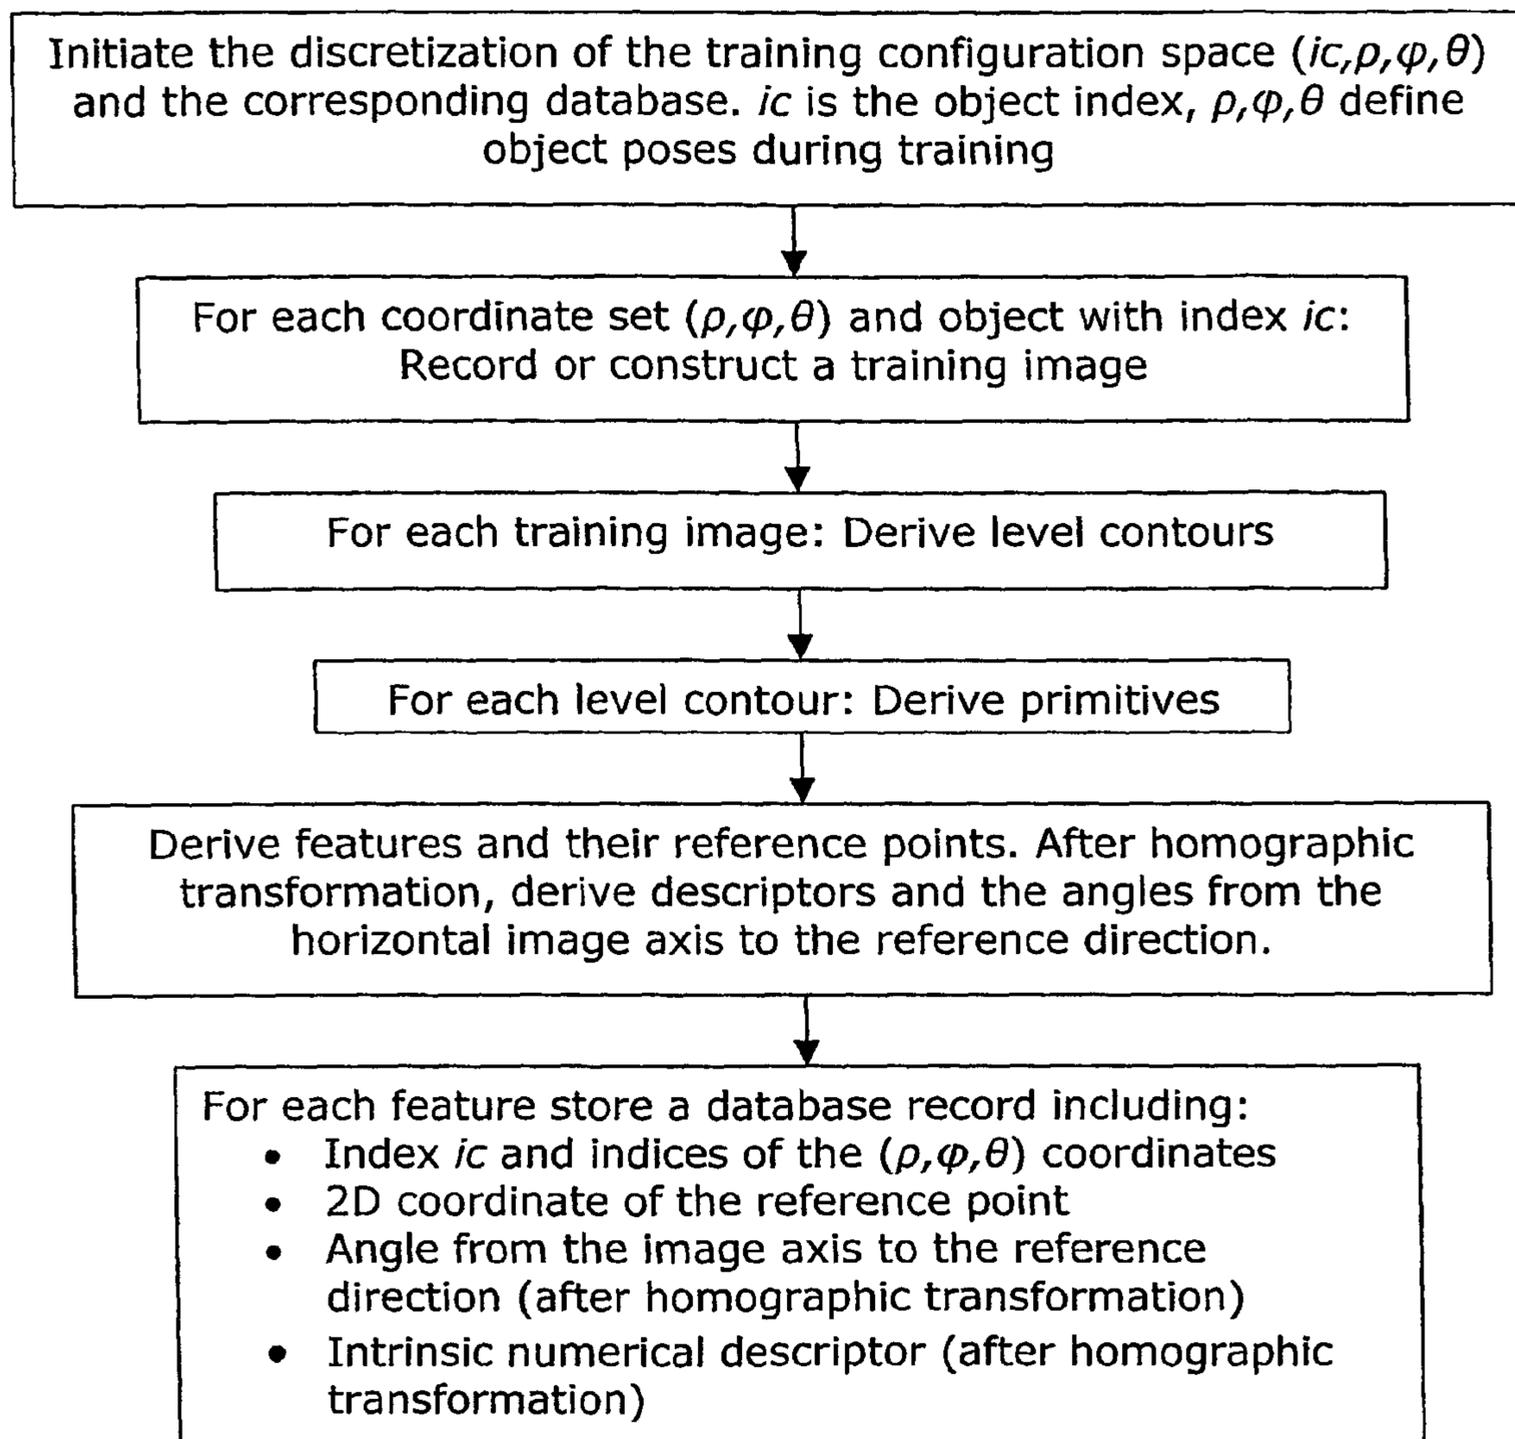 Initiate the discretization of the training configuration space (ic,ρ,φ,θ)
and the corresponding database. ic is the object index, ρ,φ,θ define
object poses during training
For each coordinate set (ρ,φ,θ) and object with index ic:
Record or construct a training image
For each training image: Derive level contours
For each level contour: Derive primitives
Derive features and their reference points. After homographic
transformation, derive descriptors and the angles from the
horizontal image axis to the reference direction.
For each feature store a database record including:
• Index ic and indices of the (ρ,φ,θ) coordinates
• 2D coordinate of the reference point
• Angle from the image axis to the reference
direction (after homographic transformation)
• Intrinsic numerical descriptor (after homographic
transformation)